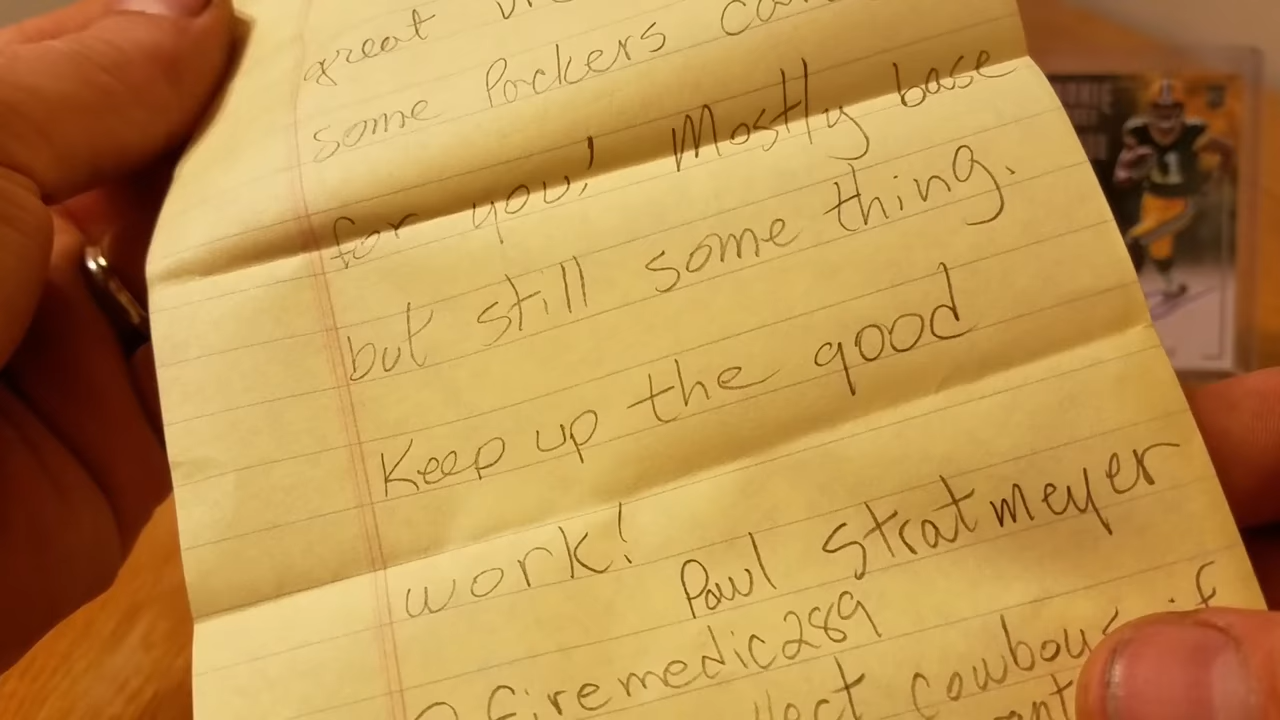 great
some Packers
for you! Mostly base
but still some thing.
Keep up the good
work!
Paul Stratmeyer
firemedic289
cowboys if